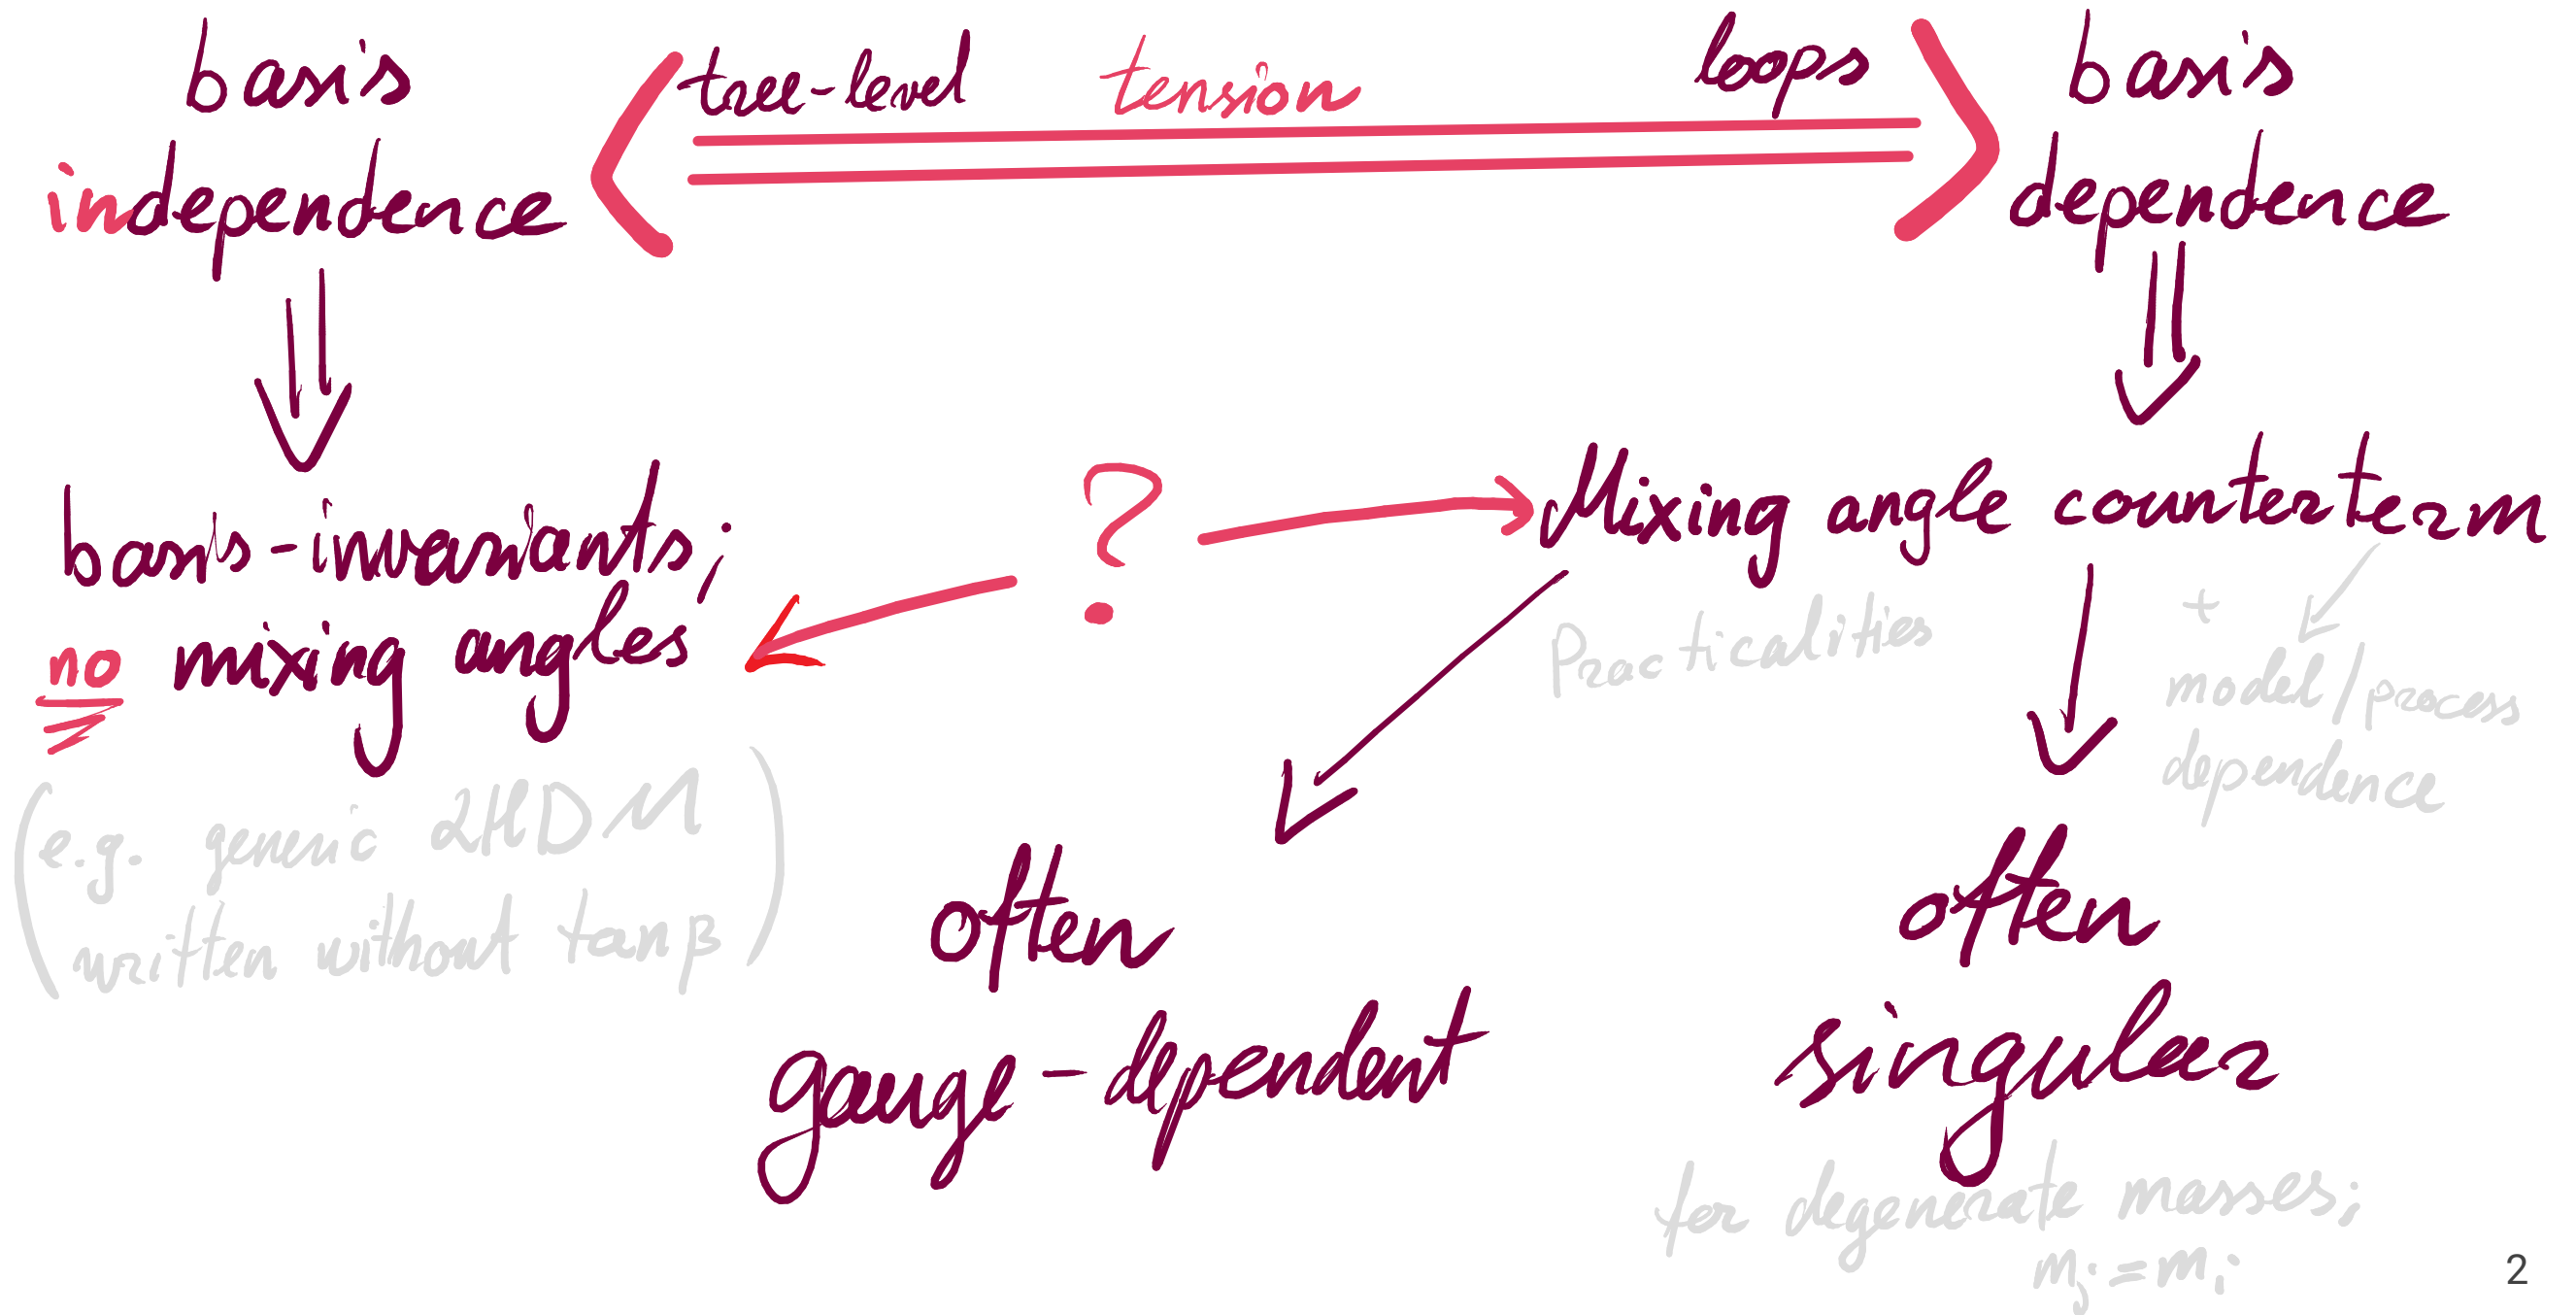 basis
independence
tree-level tension loops
basis
dependence
basis-invariants;
no mixing angles
(e.g. generic 2HDM
written without tanβ)
?
Mixing angle counterterm
Practicalities
+
model/process
dependence
often
gauge-dependent
often
singular
for degenerate masses;
mj = mi
2